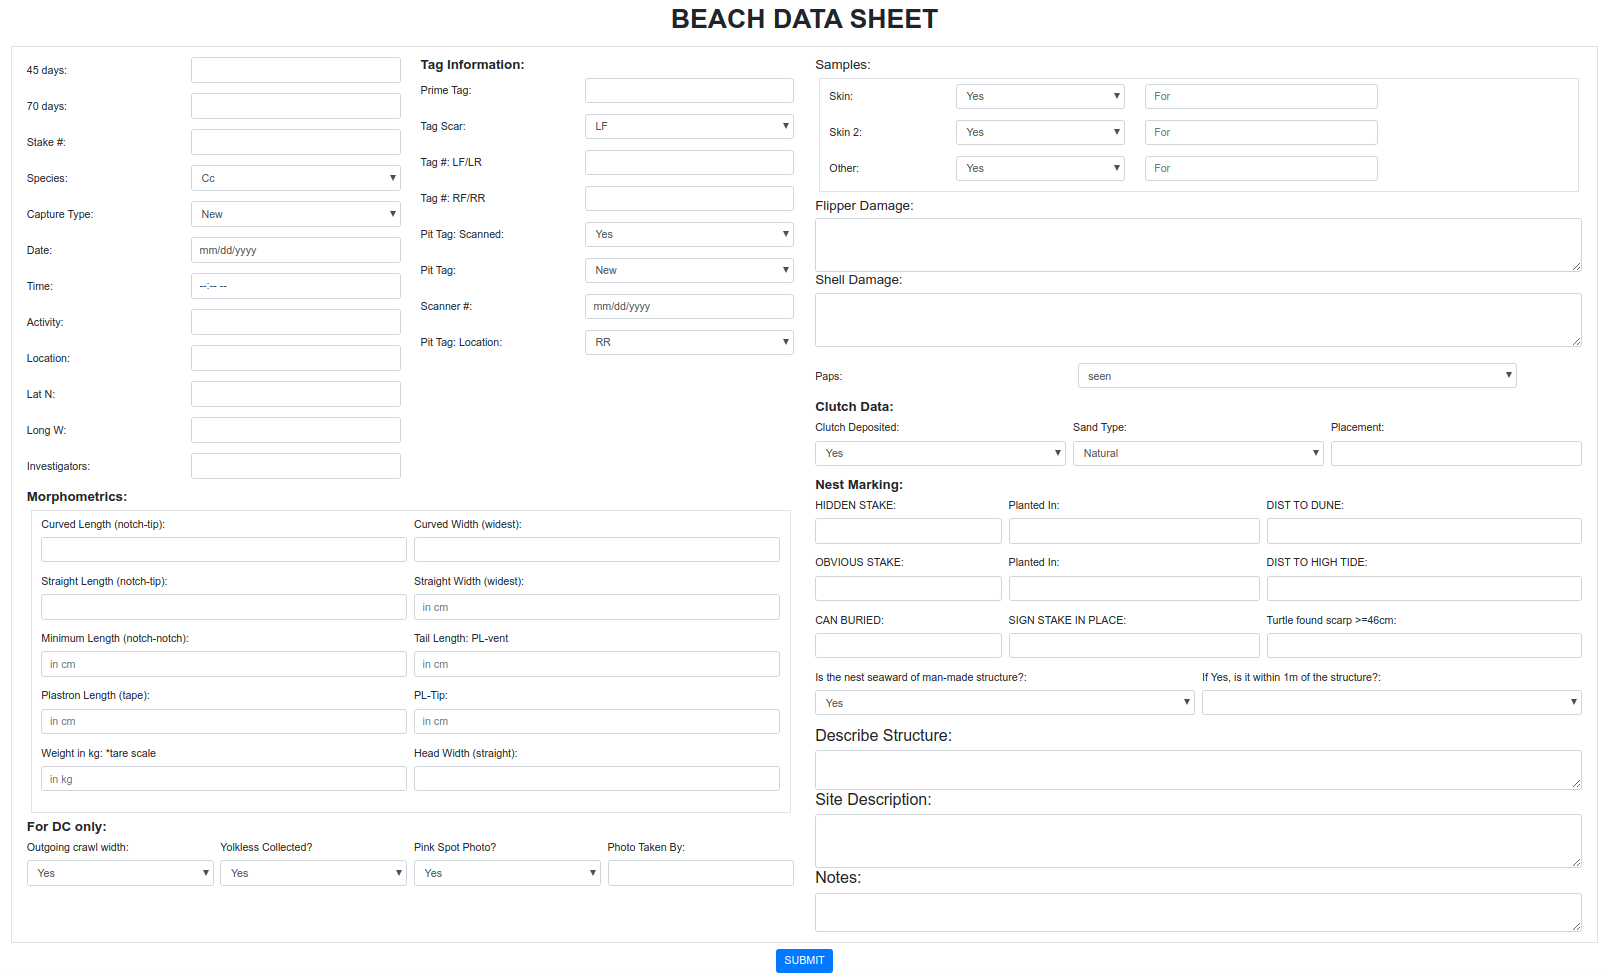 BEACH DATA SHEET
45 days:
70 days:
Stake #:
Species: Cc
Capture Type: New
Date: mm/dd/yyyy
Time: --:-- --
Activity:
Location:
Lat N:
Long W:
Investigators:
Tag Information:
Prime Tag:
Tag Scar: LF
Tag #: LF/LR
Tag #: RF/RR
Pit Tag: Scanned: Yes
Pit Tag: New
Scanner #: mm/dd/yyyy
Pit Tag: Location: RR
Morphometrics:
Curved Length (notch-tip): Curved Width (widest):
Straight Length (notch-tip): Straight Width (widest):
in cm
Minimum Length (notch-notch): Tail Length: PL-vent
in cm in cm
Plastron Length (tape): PL-Tip:
in cm in cm
Weight in kg: *tare scale Head Width (straight):
in kg
For DC only:
Outgoing crawl width: Yolkless Collected? Pink Spot Photo? Photo Taken By:
Yes Yes Yes
Samples:
Skin: Yes For
Skin 2: Yes For
Other: Yes For
Flipper Damage:
Shell Damage:
Paps: seen
Clutch Data:
Clutch Deposited: Sand Type: Placement:
Yes Natural
Nest Marking:
HIDDEN STAKE: Planted In: DIST TO DUNE:
OBVIOUS STAKE: Planted In: DIST TO HIGH TIDE:
CAN BURIED: SIGN STAKE IN PLACE: Turtle found scarp >=46cm:
Is the nest seaward of man-made structure?: If Yes, is it within 1m of the structure?:
Yes
Describe Structure:
Site Description:
Notes:
SUBMIT